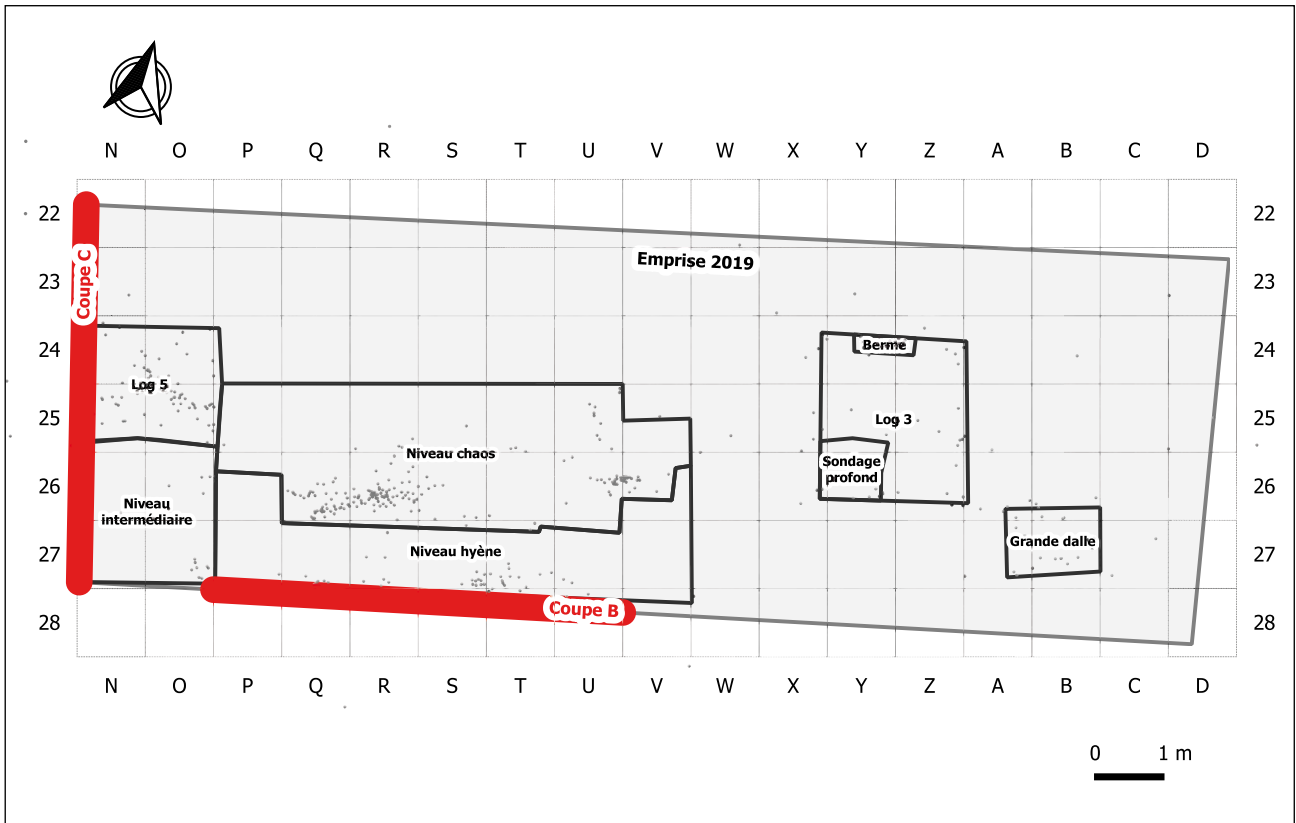 N O P Q R S T U V W X Y Z A B C D
22 22
Emprise 2019
23 23
Coupe C
24 Berme 24
Log 5
25 Log 3 25
Niveau chaos
Sondage
profond
26 26
Niveau
intermédiaire
Grande dalle
27 Niveau hyène 27
Coupe B
28 28
N O P Q R S T U V W X Y Z A B C D
0 1 m